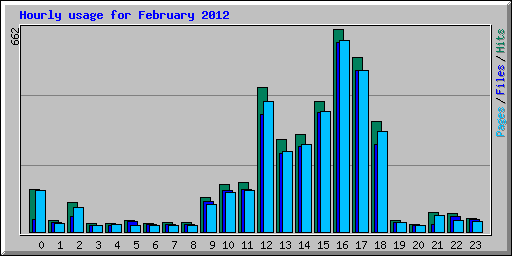 Hourly usage for February 2012
662
Pages / Files / Hits
0 1 2 3 4 5 6 7 8 9 10 11 12 13 14 15 16 17 18 19 20 21 22 23